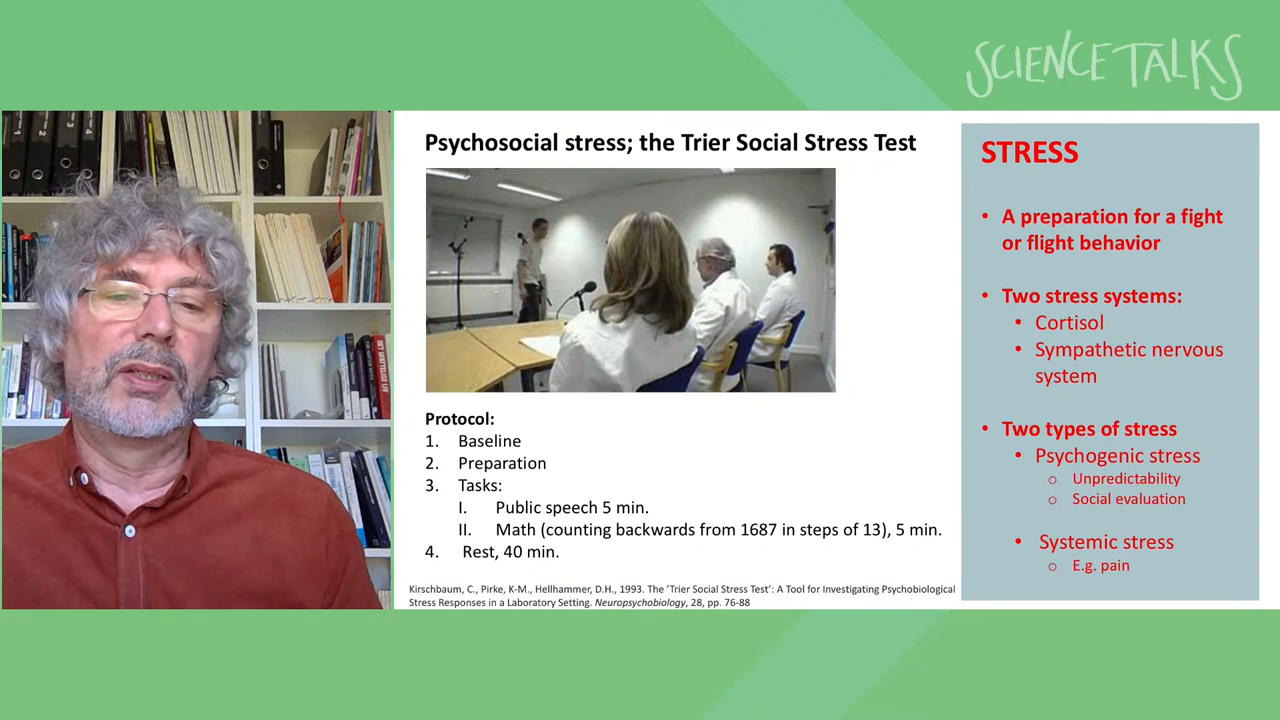 SCIENCE TALKS
Psychosocial stress; the Trier Social Stress Test
Protocol:
1. Baseline
2. Preparation
3. Tasks:
I. Public speech 5 min.
II. Math (counting backwards from 1687 in steps of 13), 5 min.
4. Rest, 40 min.
Kirschbaum, C., Pirke, K-M., Hellhammer, D.H., 1993. The 'Trier Social Stress Test': A Tool for Investigating Psychobiological
Stress Responses in a Laboratory Setting. Neuropsychobiology, 28, pp. 76-88
STRESS
• A preparation for a fight
or flight behavior
• Two stress systems:
• Cortisol
• Sympathetic nervous
system
• Two types of stress
• Psychogenic stress
o Unpredictability
o Social evaluation
• Systemic stress
o E.g. pain